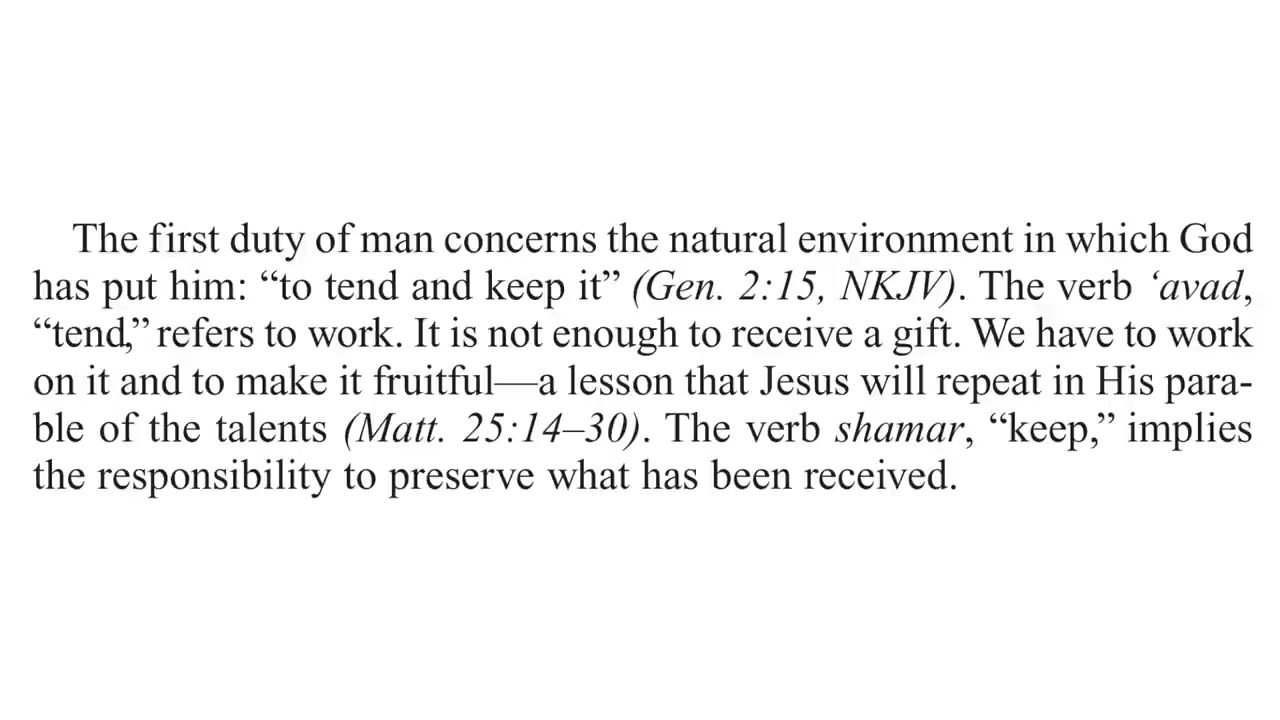 The first duty of man concerns the natural environment in which God
has put him: “to tend and keep it” (Gen. 2:15, NKJV). The verb ‘avad,
“tend,” refers to work. It is not enough to receive a gift. We have to work
on it and to make it fruitful—a lesson that Jesus will repeat in His para-
ble of the talents (Matt. 25:14–30). The verb shamar, “keep,” implies
the responsibility to preserve what has been received.